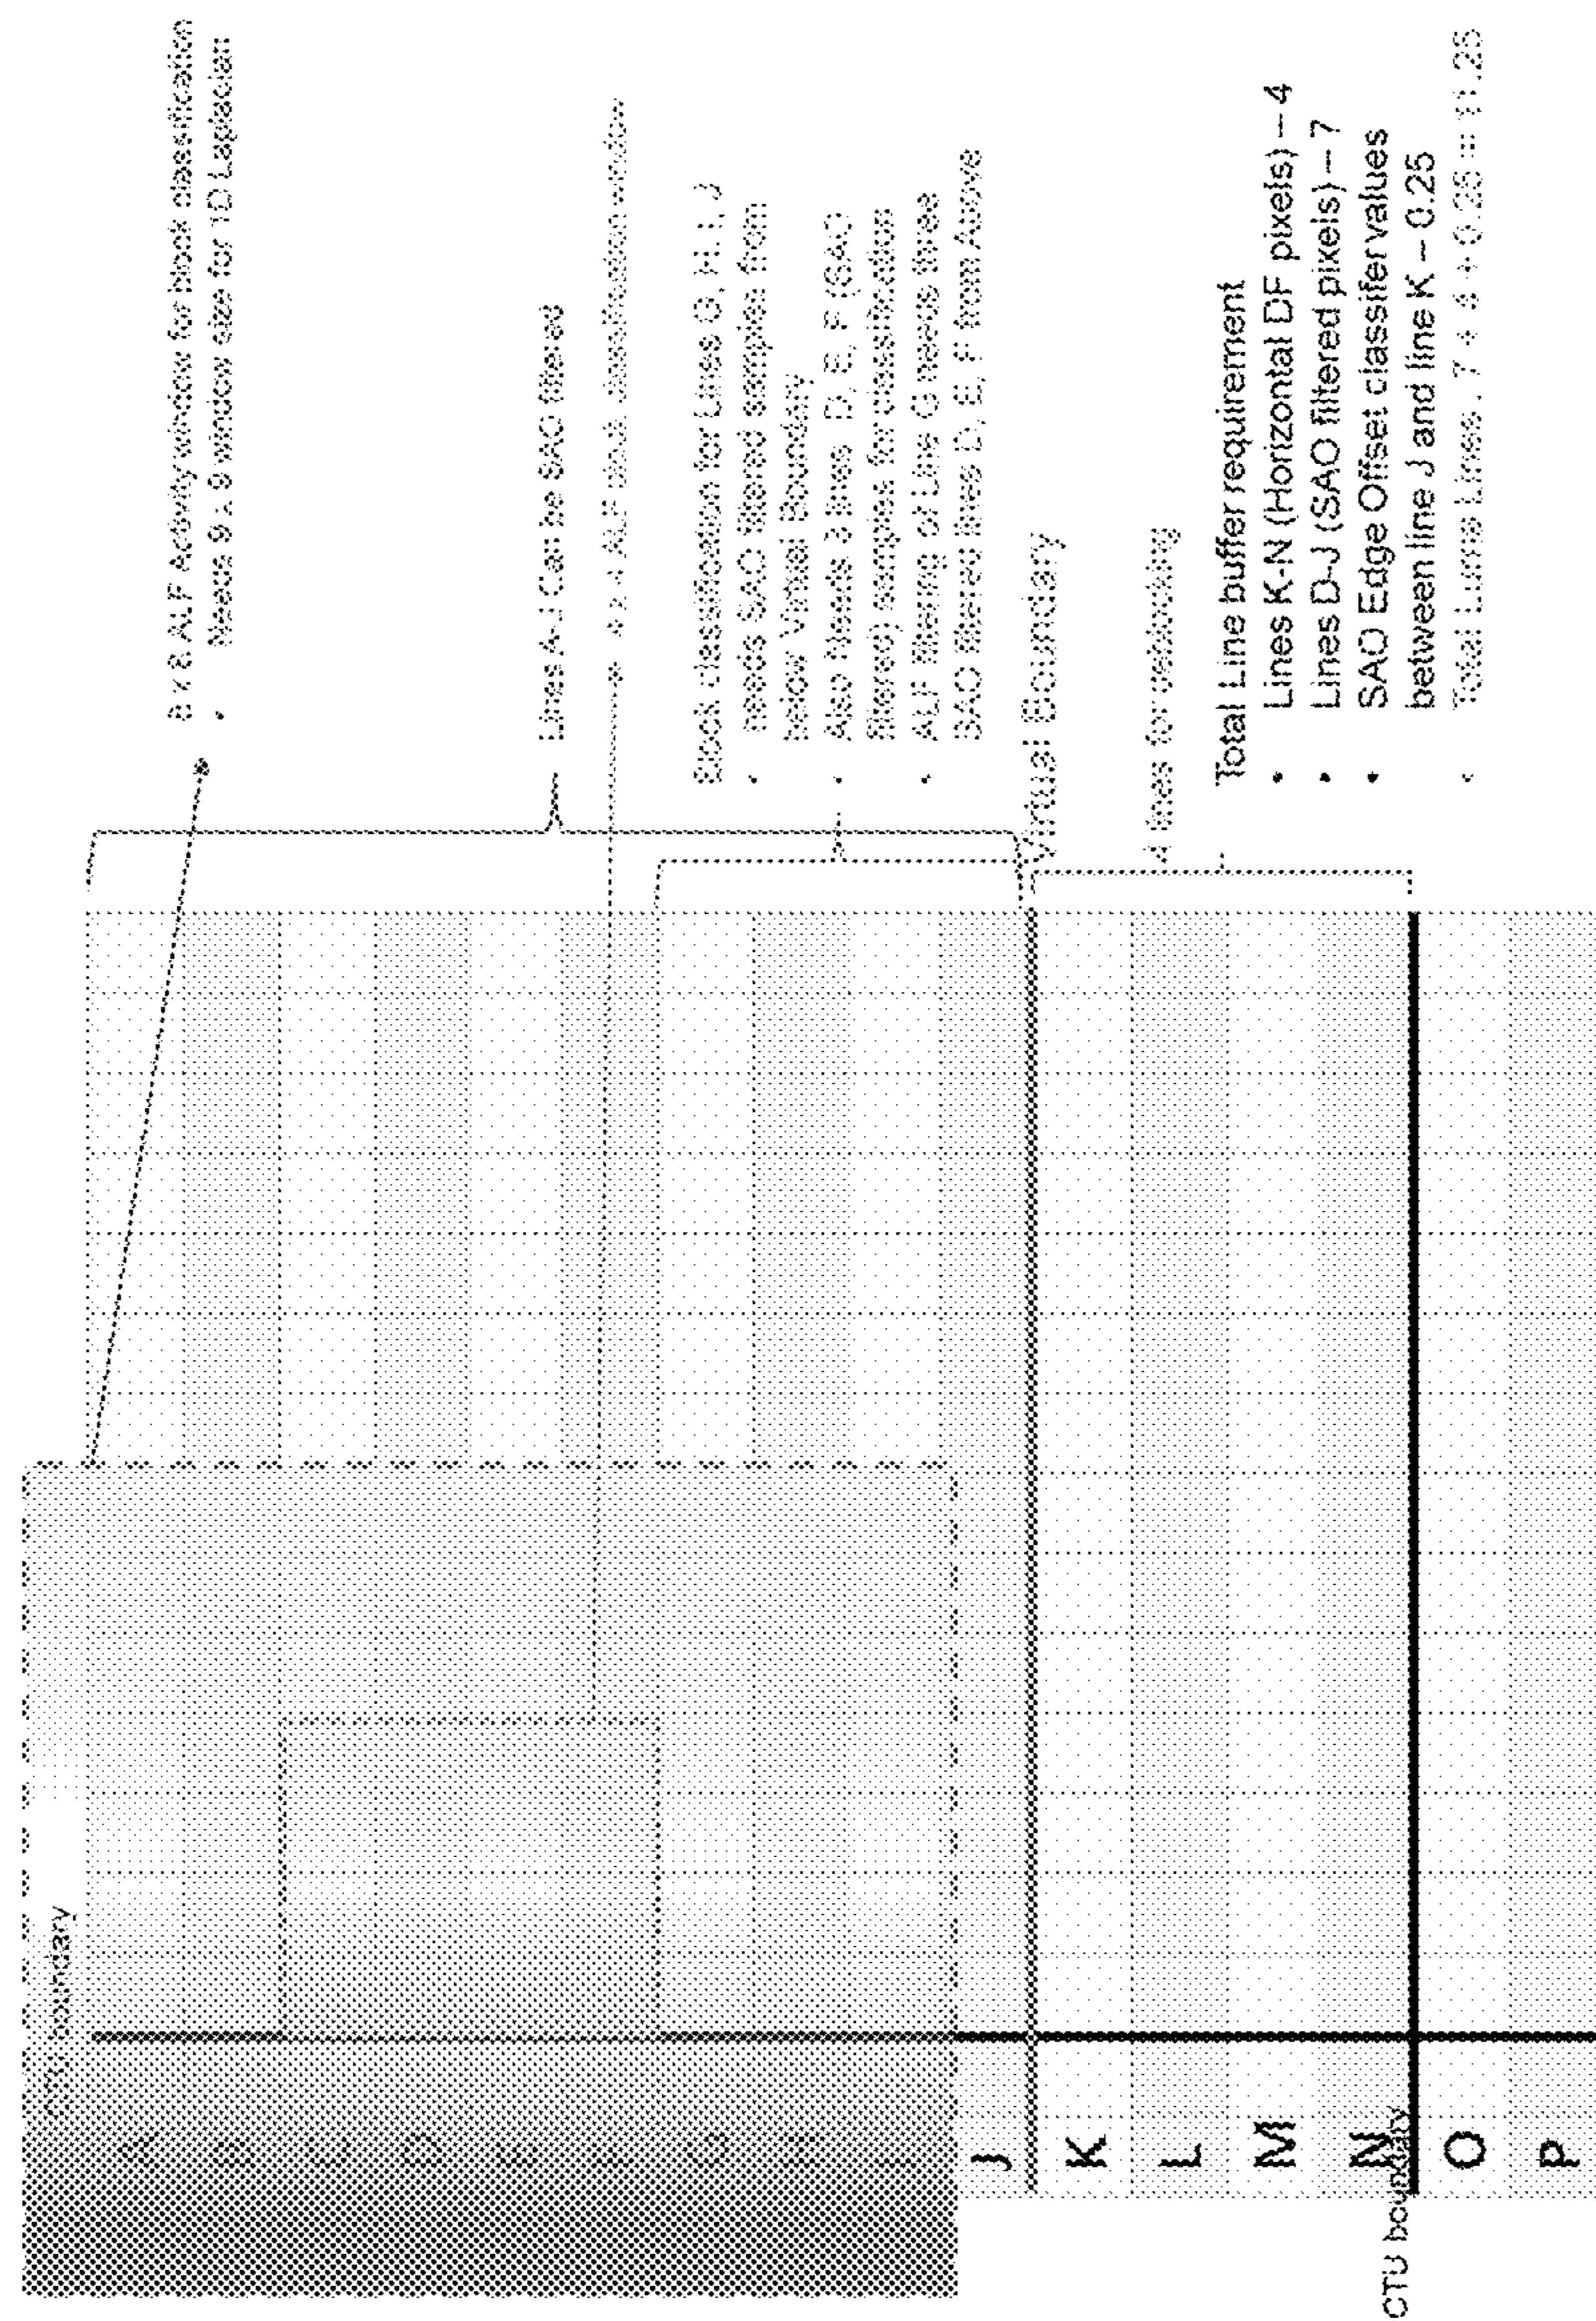 8 x 8 ALF Activity window for block classification
• Needs 9 x 9 window size for 1D Laplacian
Lines A-J Can be SAO filtered
4 x 4 ALF block classification window
Block classification for Lines G, H, I, J
• needs SAO filtered samples from
below Virtual Boundary
• Also Needs 3 lines D, E, F (SAO
filtered) samples for classification
• ALF filtering of Line G needs three
SAO filtered lines D, E, F from Above
Virtual Boundary
4 lines for deblocking
Total Line buffer requirement
• Lines K-N (Horizontal DF pixels) – 4
• Lines D-J (SAO filtered pixels) – 7
• SAO Edge Offset classifer values
between line J and line K – 0.25
• Total Luma Lines: 7 + 4 + 0.25 = 11.25
CTU boundary
A
B
C
D
E
F
G
H
I
J
K
L
M
N
O
P
CTU boundary